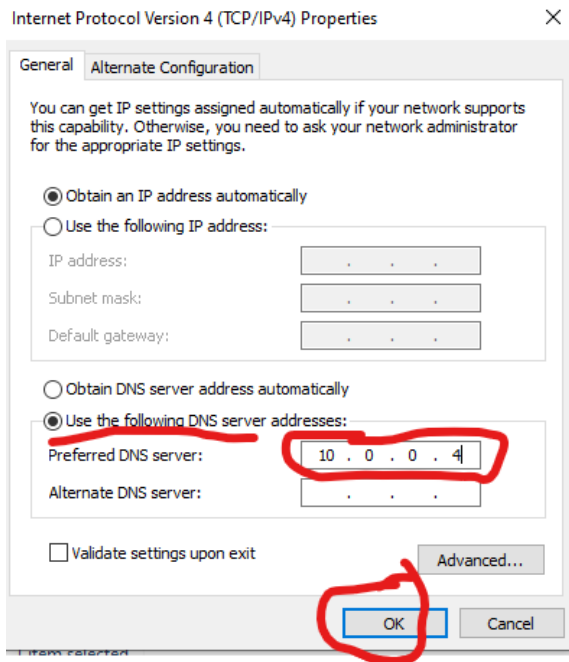 Internet Protocol Version 4 (TCP/IPv4) Properties
General
Alternate Configuration
You can get IP settings assigned automatically if your network supports
this capability. Otherwise, you need to ask your network administrator
for the appropriate IP settings.
Obtain an IP address automatically
Use the following IP address:
IP address:
. . .
Subnet mask:
. . .
Default gateway:
. . .
Obtain DNS server address automatically
Use the following DNS server addresses:
Preferred DNS server:
10 . 0 . 0 . 4
Alternate DNS server:
. . .
Validate settings upon exit
Advanced...
OK
Cancel
1 item selected